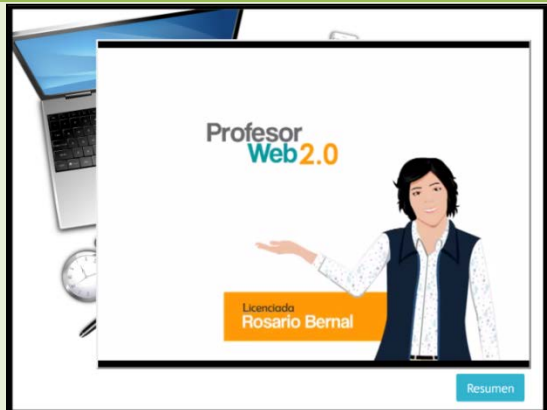 Profesor
Web 2.0
Licenciada
Rosario Bernal
Resumen